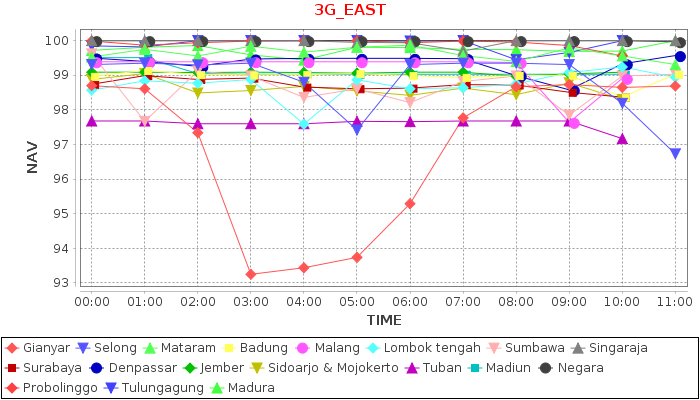 3G_EAST
NAV
100
99
98
97
96
95
94
93
00:00 01:00 02:00 03:00 04:00 05:00 06:00 07:00 08:00 09:00 10:00 11:00
TIME
Gianyar Selong Mataram Badung Malang Lombok tengah Sumbawa Singaraja
Surabaya Denpassar Jember Sidoarjo & Mojokerto Tuban Madiun Negara
Probolinggo Tulungagung Madura